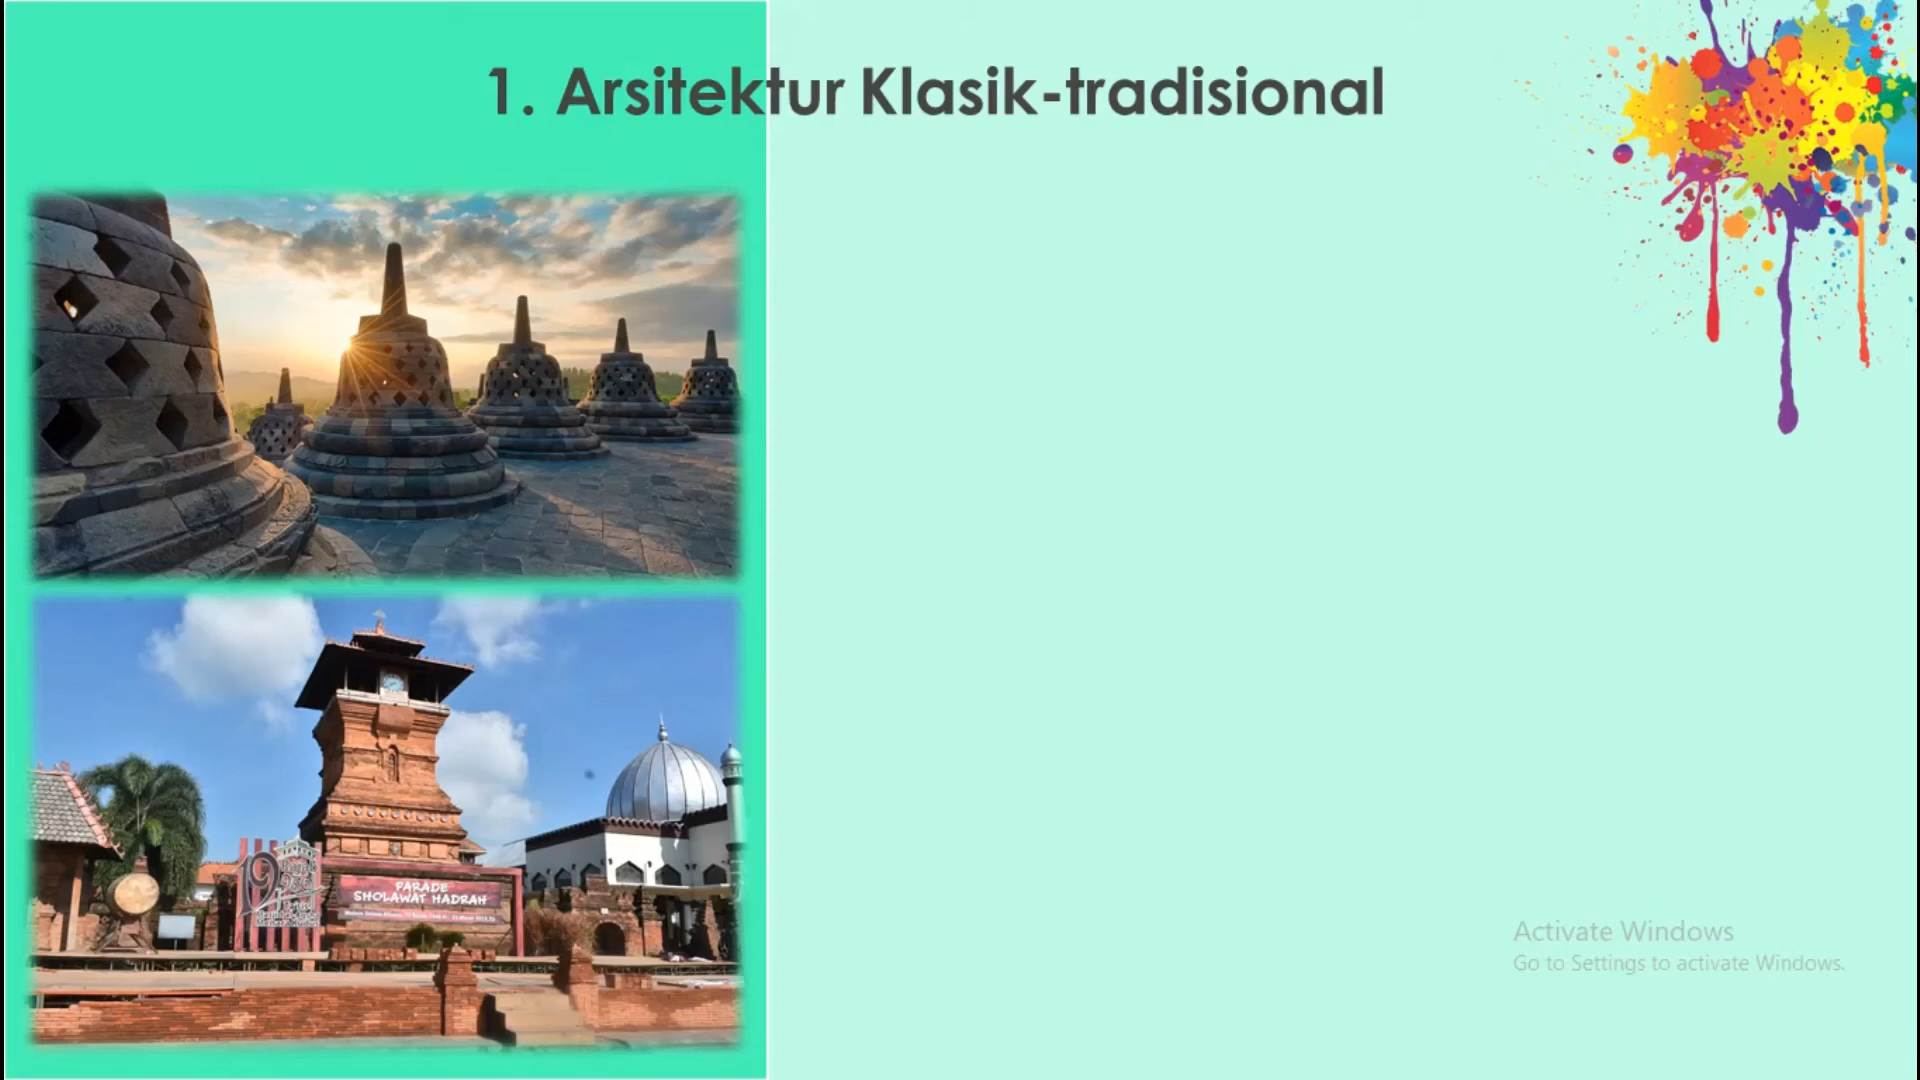 1. Arsitektur Klasik-tradisional
PARADE
SHOLAWAT HADRAH
Activate Windows
Go to Settings to activate Windows.